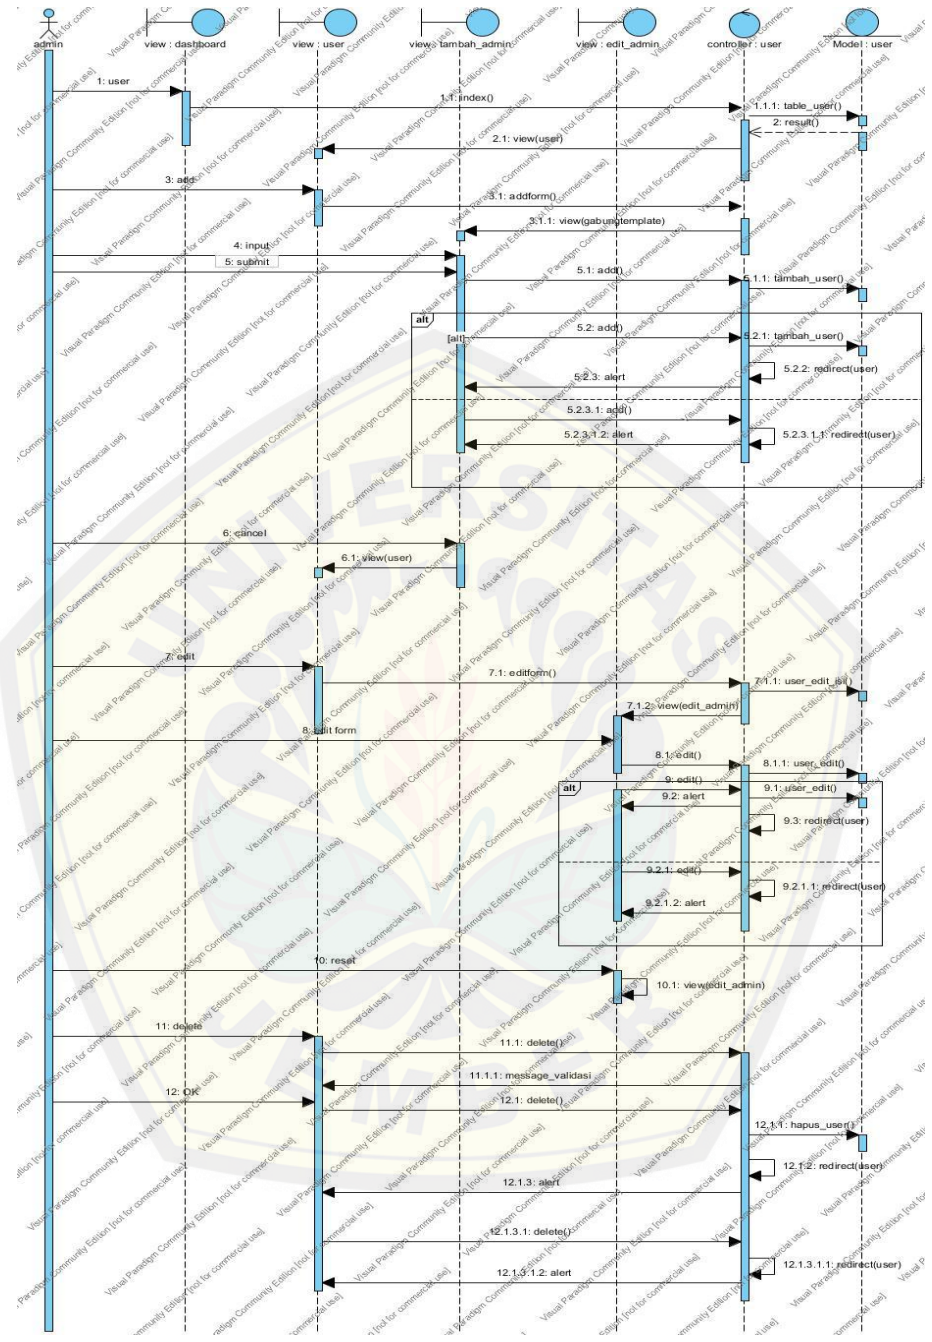 admin
view : dashboard
view : user
view : tambah_admin
view : edit_admin
controller : user
Model : user
1: user
1.1: index()
1.1.1: table_user()
2: result()
2.1: view(user)
3: add
3.1: addform()
3.1.1: view(gabungtemplate)
4: input
5: submit
5.1: add()
5.1.1: tambah_user()
alt
[alt]
5.2: add()
5.2.1: tambah_user()
5.2.2: redirect(user)
5.2.3: alert
5.2.3.1: add()
5.2.3.1.1: redirect(user)
5.2.3.1.2: alert
6: cancel
6.1: view(user)
7: edit
7.1: editform()
7.1.1: user_edit_isi()
7.1.2: view(edit_admin)
8: edit form
8.1: edit()
8.1.1: user_edit()
alt
9: edit()
9.1: user_edit()
9.2: alert
9.3: redirect(user)
9.2.1: edit()
9.2.1.1: redirect(user
9.2.1.2: alert
10: reset
10.1: view(edit_admin)
11: delete
11.1: delete()
11.1.1: message_validasi
12: OK
12.1: delete()
12.1.1: hapus_user()
12.1.2: redirect(user)
12.1.3: alert
12.1.3.1: delete()
12.1.3.1.1: redirect(user)
12.1.3.1.2: alert
UNIVERSITAS
JEMBER
Visual Paradigm Community Edition [not for commercial use]